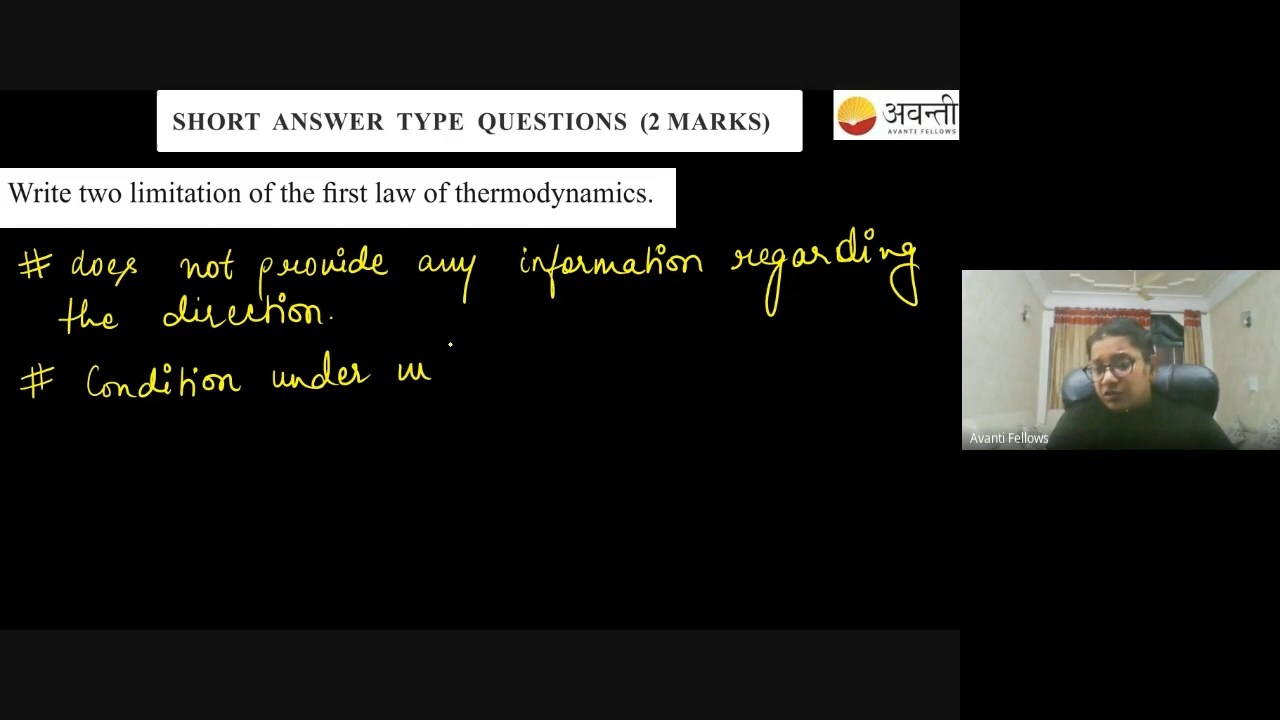 SHORT ANSWER TYPE QUESTIONS (2 MARKS)
अवन्ती
AVANTI FELLOWS
Write two limitation of the first law of thermodynamics.
# does not provide any information regarding
the direction.
# Condition under
Avanti Fellows